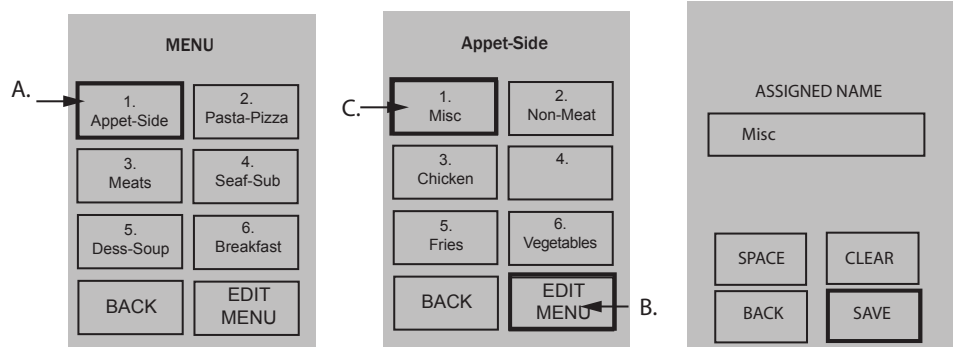 MENU
A.
1.
Appet-Side
2.
Pasta-Pizza
3.
Meats
4.
Seaf-Sub
5.
Dess-Soup
6.
Breakfast
BACK
EDIT
MENU
Appet-Side
C.
1.
Misc
2.
Non-Meat
3.
Chicken
4.
5.
Fries
6.
Vegetables
BACK
EDIT
MENU
B.
ASSIGNED NAME
Misc
SPACE
CLEAR
BACK
SAVE